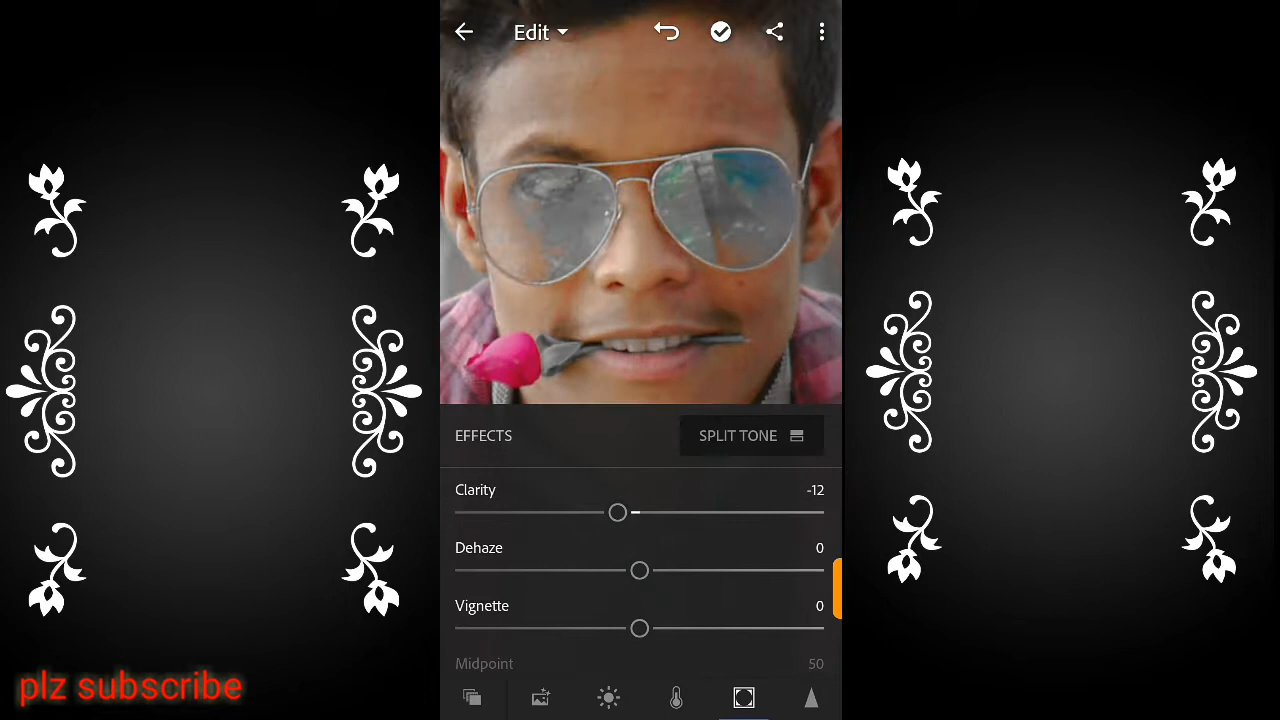 Edit
EFFECTS
SPLIT TONE
Clarity -12
Dehaze 0
Vignette 0
Midpoint 50
plz subscribe